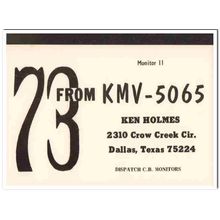 Monitor 11
73 FROM KMV-5065
KEN HOLMES
2310 Crow Creek Cir.
Dallas, Texas 75224
DISPATCH C.B. MONITORS